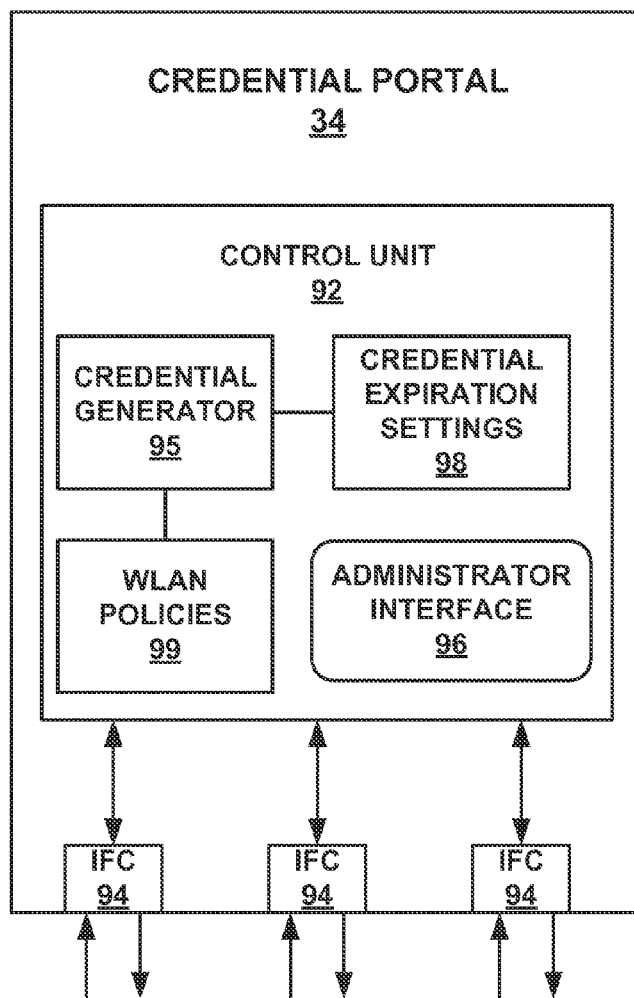 CREDENTIAL PORTAL
34
CONTROL UNIT
92
CREDENTIAL
GENERATOR
95
CREDENTIAL
EXPIRATION
SETTINGS
98
WLAN
POLICIES
99
ADMINISTRATOR
INTERFACE
96
IFC
94
IFC
94
IFC
94